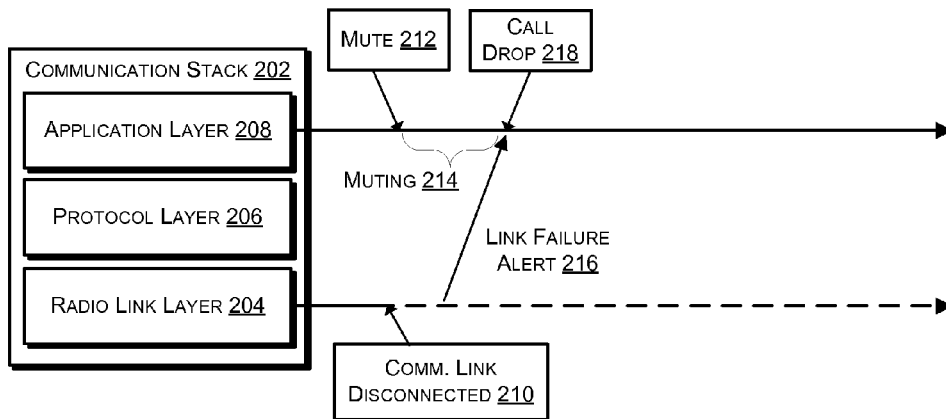 MUTE 212
CALL
DROP 218
COMMUNICATION STACK 202
APPLICATION LAYER 208
MUTING 214
PROTOCOL LAYER 206
LINK FAILURE
ALERT 216
RADIO LINK LAYER 204
COMM. LINK
DISCONNECTED 210